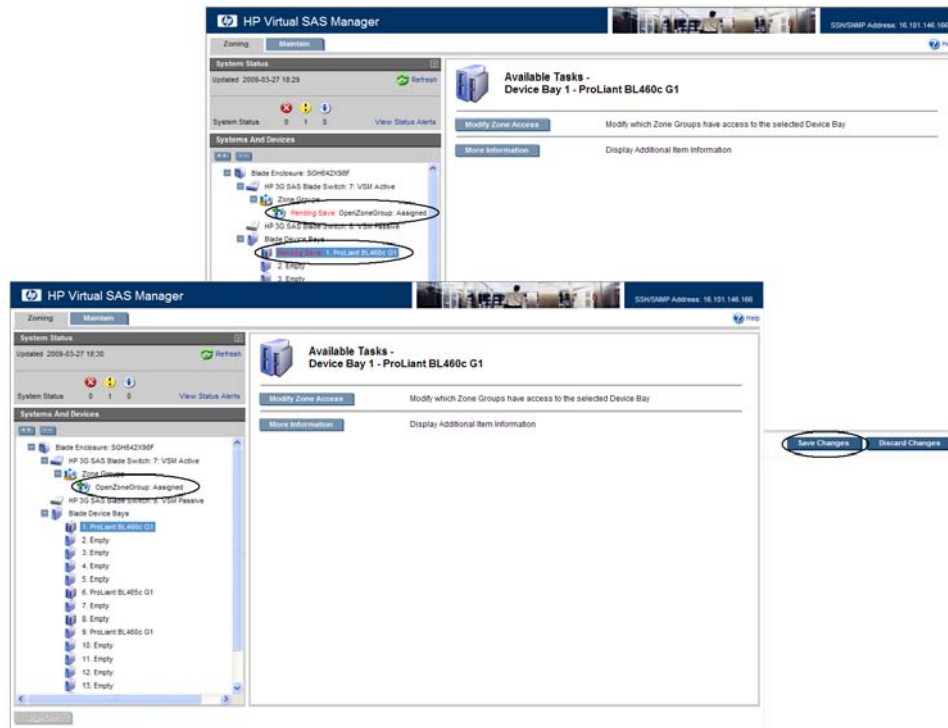 HP Virtual SAS Manager
SSH/SNMP Address: 16.101.146.166
Zoning
Maintain
System Status
Updated 2009-03-27 18:29
Refresh
System Status 0 1 0 View Status Alerts
Systems And Devices
Blade Enclosure: SGH642X98F
HP 3G SAS Blade Switch: 7: VSM Active
Zone Groups
Pending Save: OpenZoneGroup: Assigned
HP 3G SAS Blade Switch: 8: VSM Passive
Blade Device Bays
Pending Save: 1. ProLiant BL460c G1
2. Empty
3. Empty
Available Tasks -
Device Bay 1 - ProLiant BL460c G1
Modify Zone Access
Modify which Zone Groups have access to the selected Device Bay
More Information
Display Additional Item Information
Save Changes
Discard Changes
HP Virtual SAS Manager
SSH/SNMP Address: 16.101.146.166
Zoning
Maintain
Help
System Status
Updated 2009-03-27 18:30
Refresh
System Status 0 1 0 View Status Alerts
Systems And Devices
Blade Enclosure: SGH642X98F
HP 3G SAS Blade Switch: 7: VSM Active
Zone Groups
OpenZoneGroup: Assigned
HP 3G SAS Blade Switch: 8: VSM Passive
Blade Device Bays
1. ProLiant BL460c G1
2. Empty
3. Empty
4. Empty
5. Empty
6. ProLiant BL465c G1
7. Empty
8. Empty
9. ProLiant BL460c G1
10. Empty
11. Empty
12. Empty
13. Empty
Available Tasks -
Device Bay 1 - ProLiant BL460c G1
Modify Zone Access
Modify which Zone Groups have access to the selected Device Bay
More Information
Display Additional Item Information